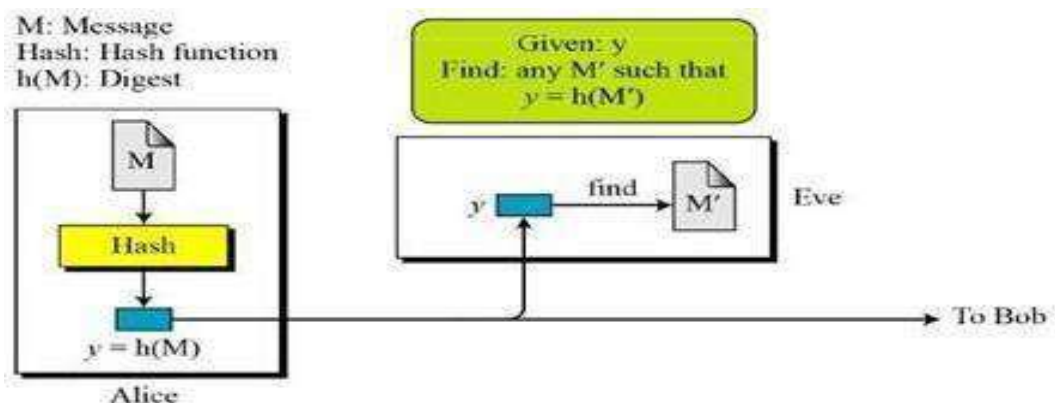 M: Message
Hash: Hash function
h(M): Digest
Given: y
Find: any M′ such that
y = h(M′)
M
Hash
y = h(M)
Alice
y
find
M′
Eve
To Bob